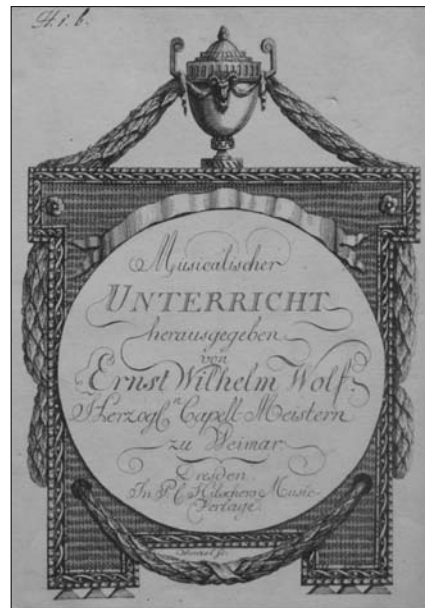 H. i. b.
Musicalischer
UNTERRICHT
herausgegeben
von
Ernst Wilhelm Wolf,
Herzogl.n Capell-Meistern
zu Weimar.
Dresden
In P. C. Hilschers Music-
Verlage.